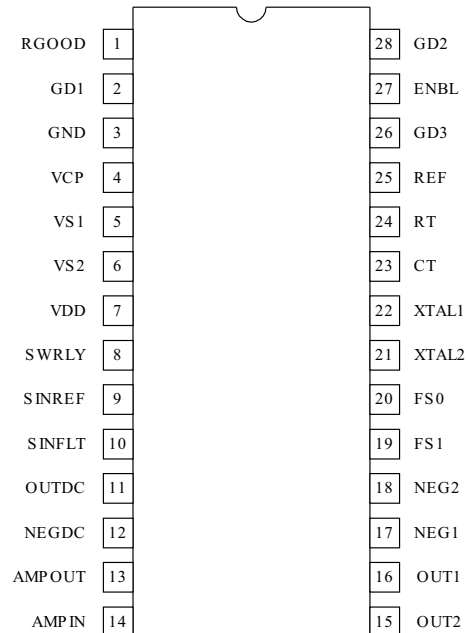 RGOOD 1 28 GD2
GD1 2 27 ENBL
GND 3 26 GD3
VCP 4 25 REF
VS1 5 24 RT
VS2 6 23 CT
VDD 7 22 XTAL1
SWRLY 8 21 XTAL2
SINREF 9 20 FS0
SINFLT 10 19 FS1
OUTDC 11 18 NEG2
NEGDC 12 17 NEG1
AMPOUT 13 16 OUT1
AMPIN 14 15 OUT2